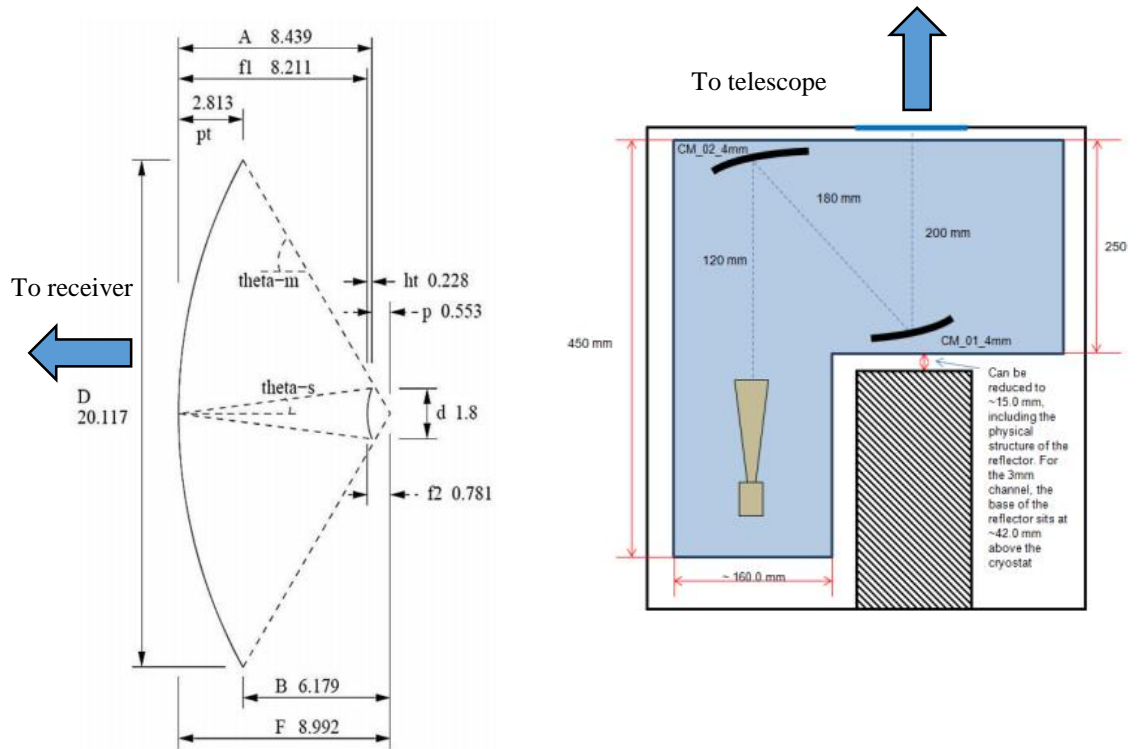 A 8.439
f1 8.211
2.813
pt
To receiver
theta-m
ht 0.228
p 0.553
theta-s
D
20.117
d 1.8
f2 0.781
B 6.179
F 8.992
To telescope
CM_02_4mm
180 mm
120 mm
200 mm
250
450 mm
CM_01_4mm
Can be
reduced to
~15.0 mm,
including the
physical
structure of the
reflector. For
the 3mm
channel, the
base of the
reflector sits at
~42.0 mm
above the
cryostat
~ 160.0 mm